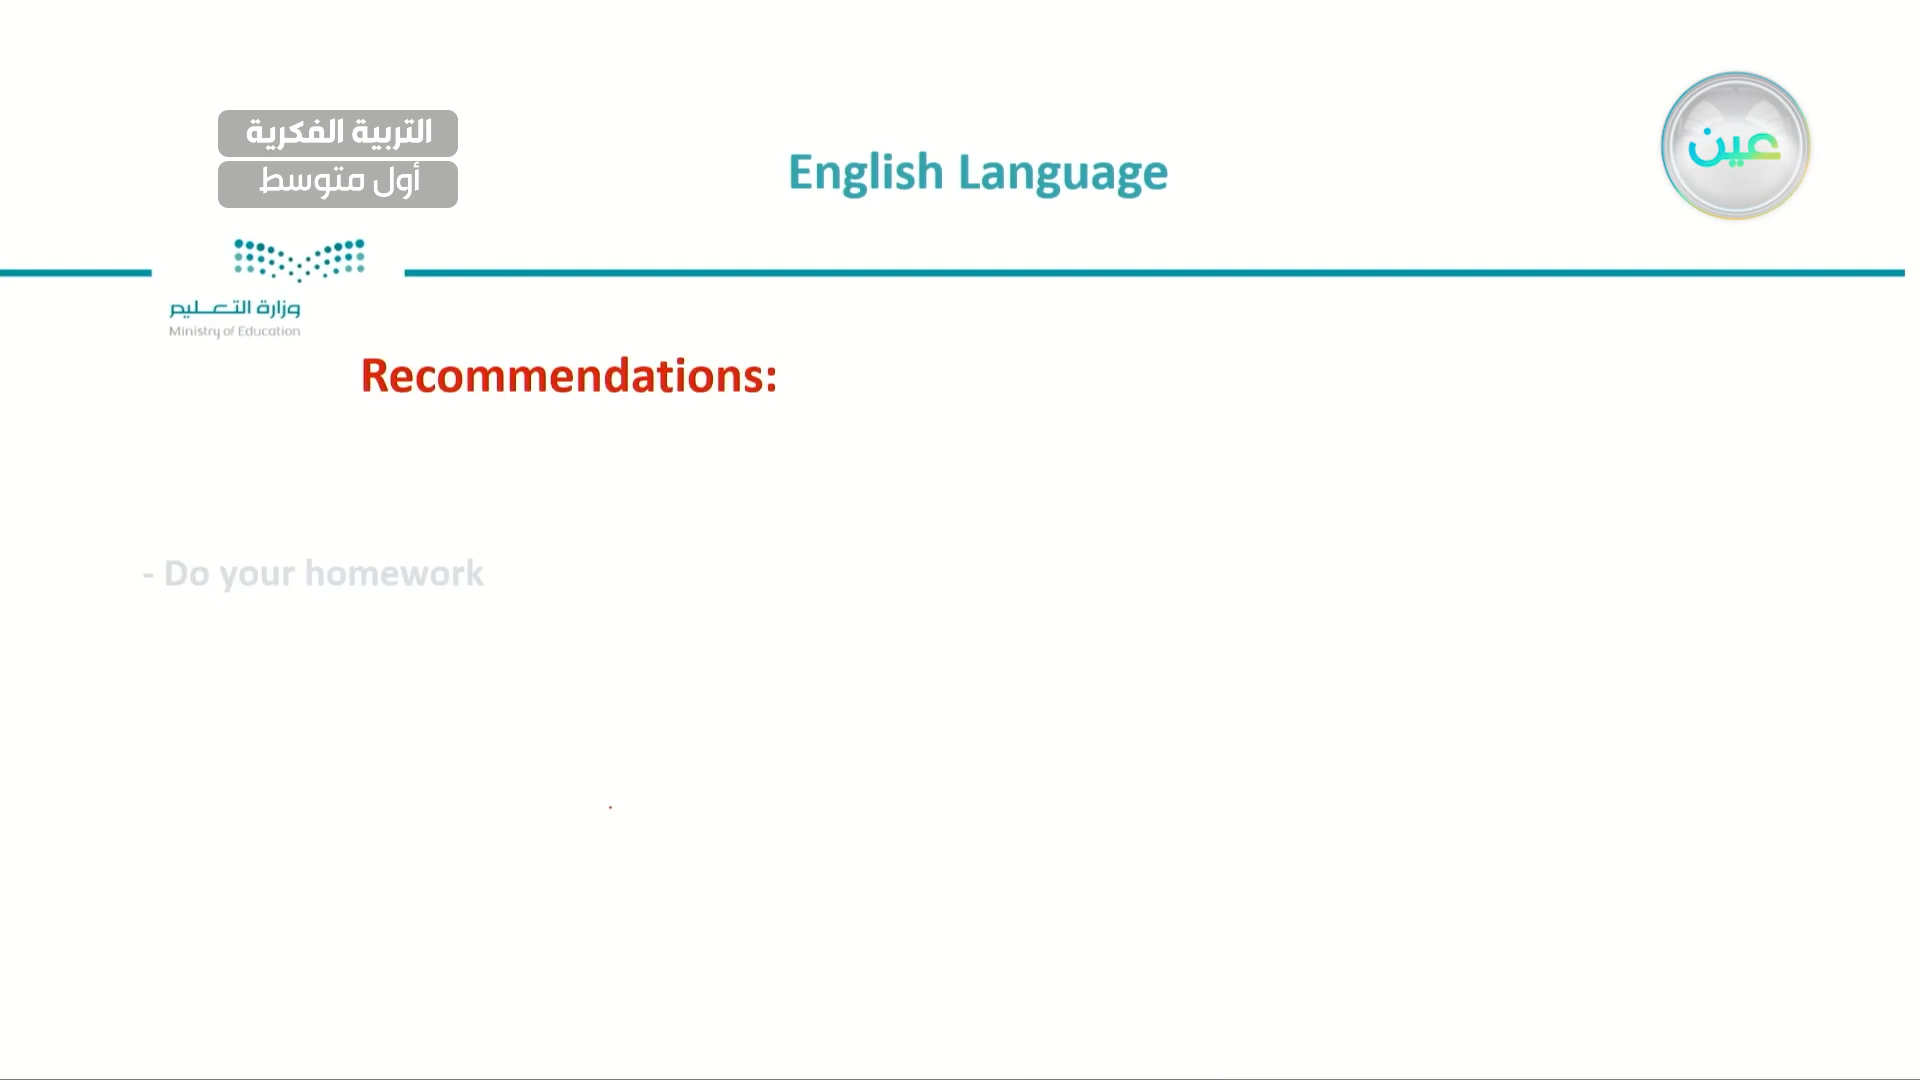 التربية الفكرية
أول متوسط
English Language
عين
وزارة التعليم
Ministry of Education
Recommendations:
- Do your homework